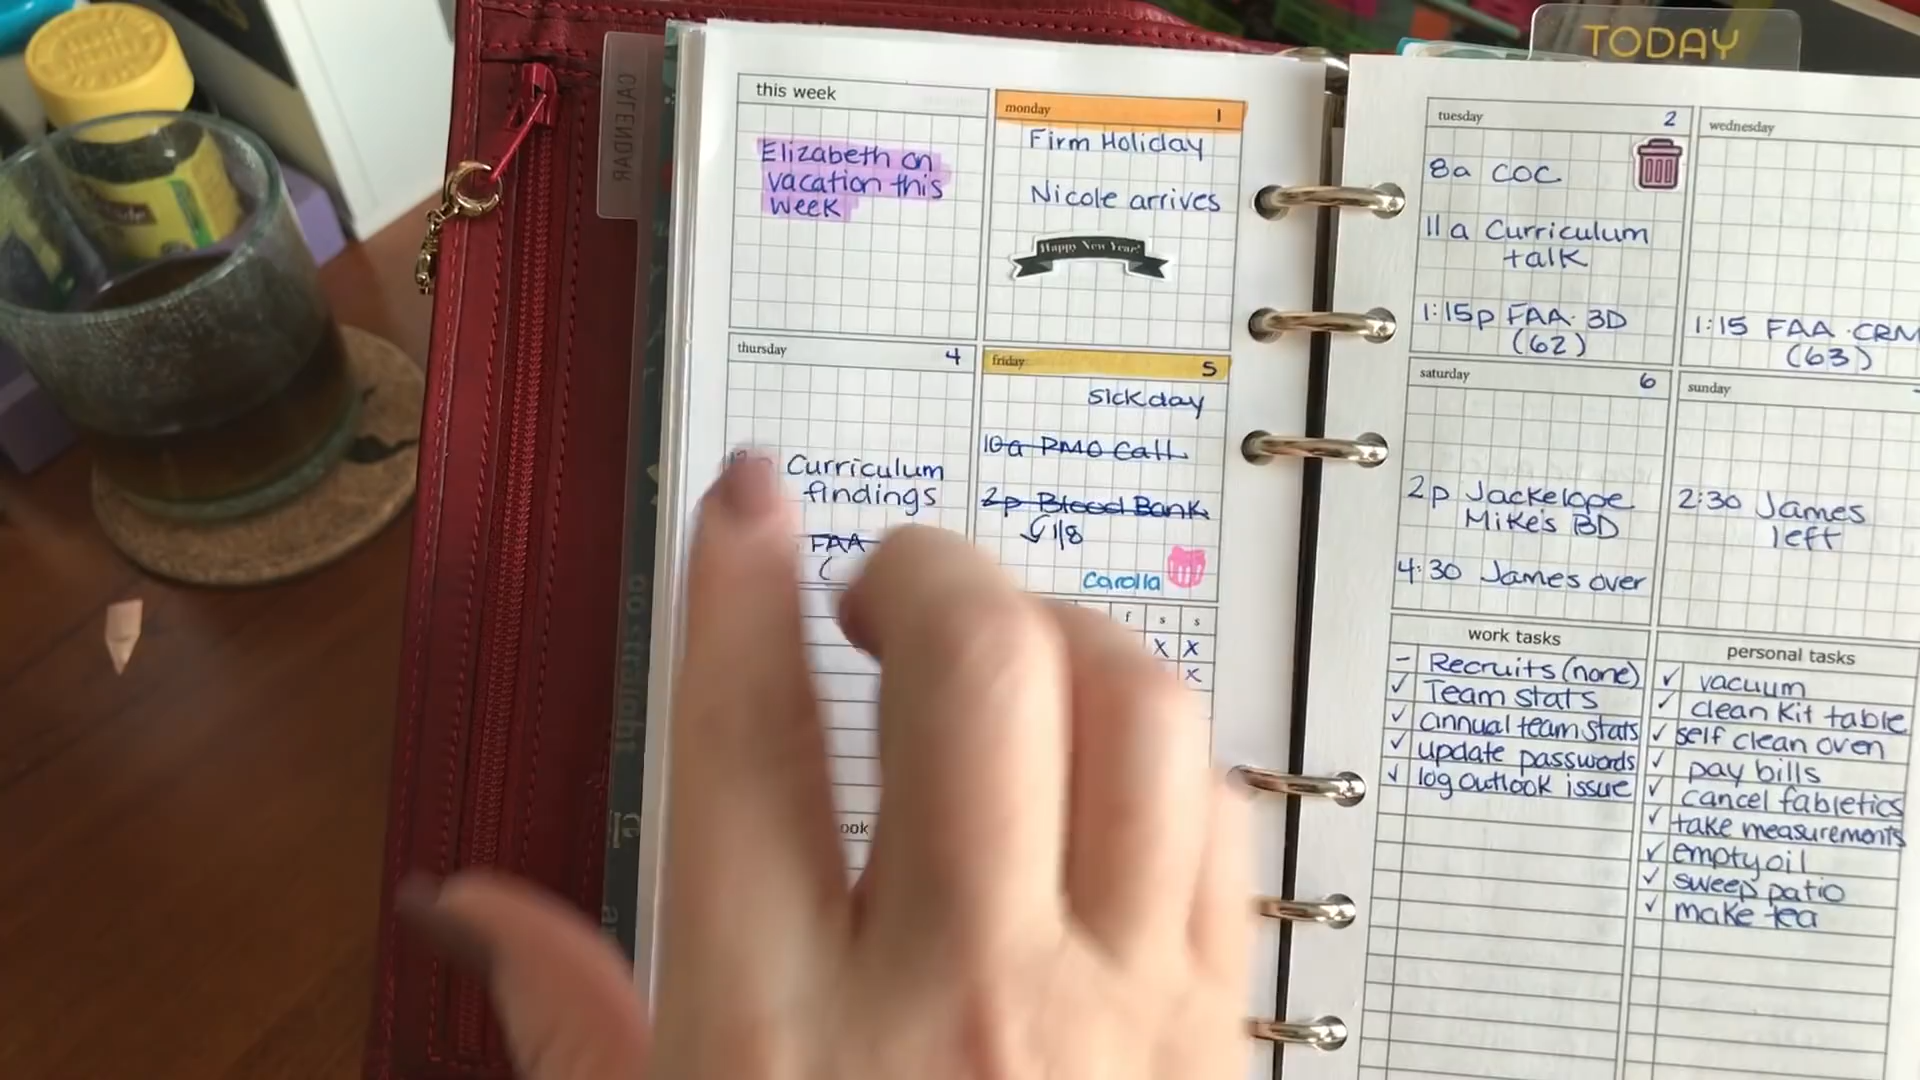 TODAY
CALENDAR
this week
Elizabeth on
vacation this
week
monday 1
Firm Holiday
Nicole arrives
Happy New Year!
tuesday 2
8a COC
11a Curriculum
talk
1:15p FAA· 3D
(62)
wednesday
1:15 FAA ·CRM
(63)
thursday 4
Curriculum
findings
FAA
(
friday 5
sick day
10a PMO Call
2p Blood Bank
1/8
Carolla
f s s
X X
X
ook
saturday 6
2p Jackelope
Mike's BD
4:30 James over
sunday
2:30 James
left
work tasks
- Recruits (none)
✓ Team stats
✓ annual team stats
✓ update passwords
✓ log outlook issue
personal tasks
✓ vacuum
✓ clean kit table
✓ self clean oven
✓ pay bills
✓ cancel fabletics
✓ take measurements
✓ empty oil
✓ sweep patio
✓ make tea